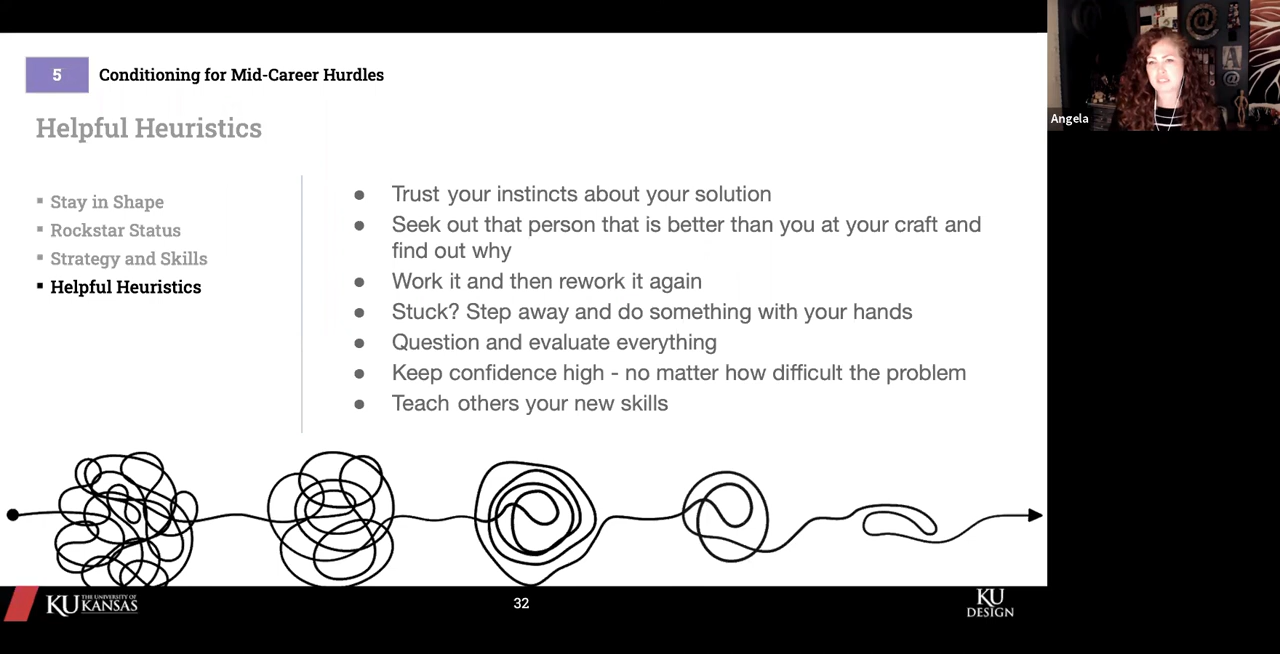 5 Conditioning for Mid-Career Hurdles
Helpful Heuristics
▪ Stay in Shape
▪ Rockstar Status
▪ Strategy and Skills
▪ Helpful Heuristics
● Trust your instincts about your solution
● Seek out that person that is better than you at your craft and
find out why
● Work it and then rework it again
● Stuck? Step away and do something with your hands
● Question and evaluate everything
● Keep confidence high - no matter how difficult the problem
● Teach others your new skills
KU THE UNIVERSITY OF
KANSAS
32
KU
DESIGN
Angela
@
A
@